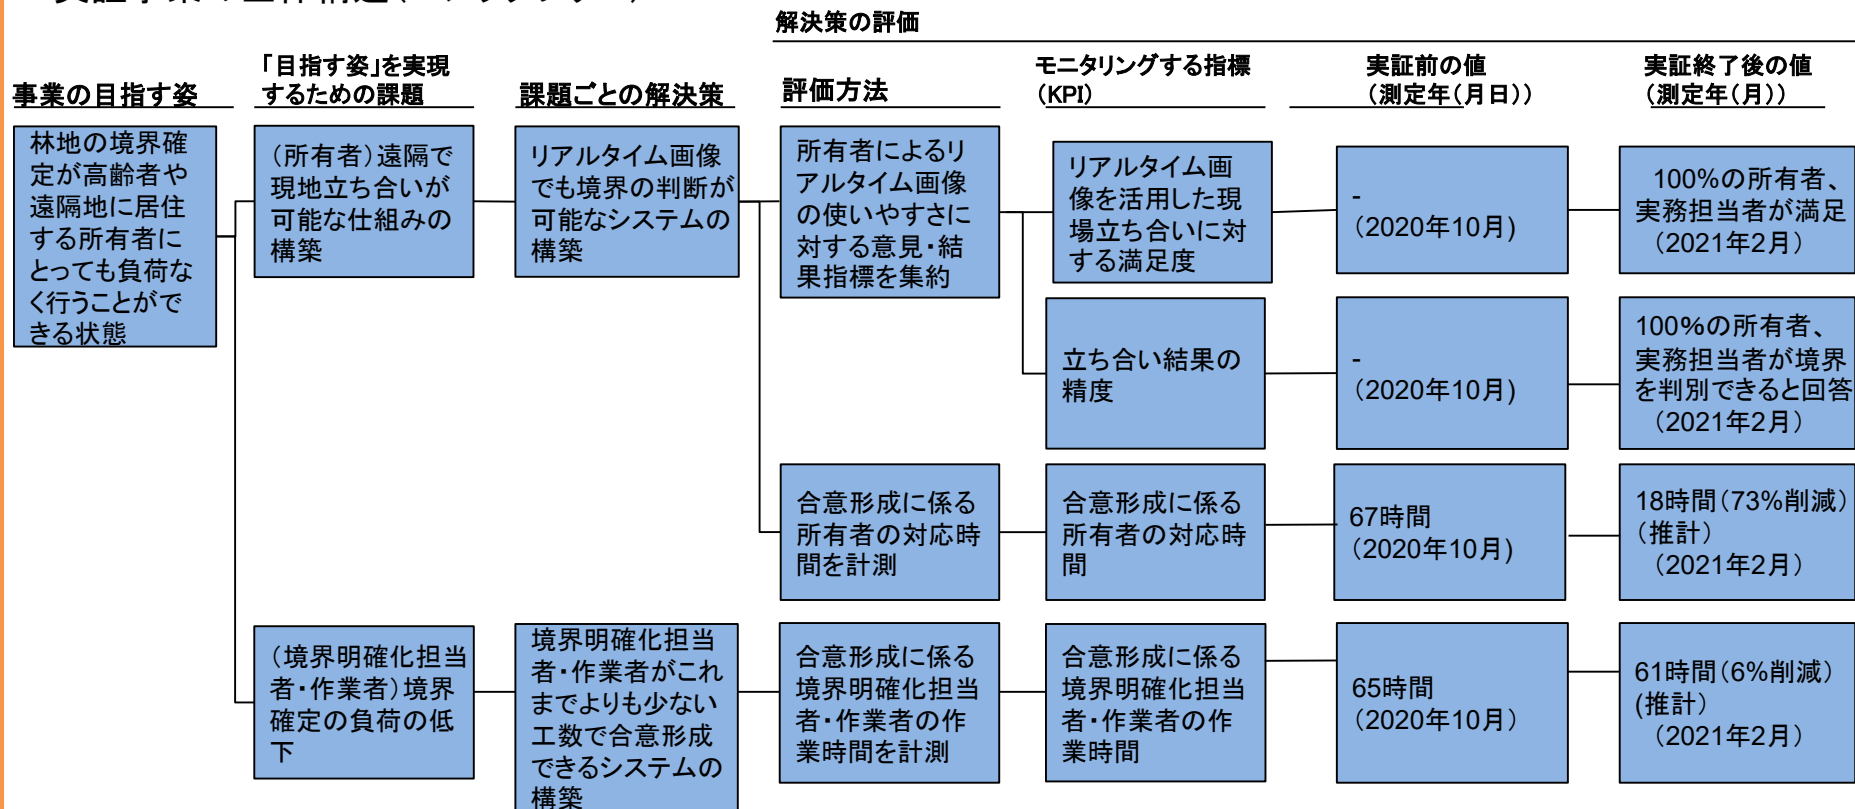 解決策の評価
事業の目指す姿
「目指す姿」を実現
するための課題
課題ごとの解決策
評価方法
モニタリングする指標
（KPI）
実証前の値
（測定年（月日））
実証終了後の値
（測定年（月））
林地の境界確
定が高齢者や
遠隔地に居住
する所有者に
とっても負荷な
く行うことがで
きる状態
（所有者）遠隔で
現地立ち合いが
可能な仕組みの
構築
リアルタイム画像
でも境界の判断が
可能なシステムの
構築
所有者によるリ
アルタイム画像
の使いやすさに
対する意見・結
果指標を集約
リアルタイム画
像を活用した現
場立ち合いに対
する満足度
-
（2020年10月)
100%の所有者、
実務担当者が満足
（2021年2月）
立ち合い結果の
精度
-
（2020年10月)
100％の所有者、
実務担当者が境界
を判別できると回答
（2021年2月）
合意形成に係る
所有者の対応時
間を計測
合意形成に係る
所有者の対応時
間
67時間
（2020年10月)
18時間（73%削減）
（推計）
（2021年2月）
（境界明確化担当
者・作業者）境界
確定の負荷の低
下
境界明確化担当
者・作業者がこれ
までよりも少ない
工数で合意形成
できるシステムの
構築
合意形成に係る
境界明確化担当
者・作業者の作
業時間を計測
合意形成に係る
境界明確化担当
者・作業者の作
業時間
65時間
（2020年10月）
61時間（6%削減）
(推計）
（2021年2月）